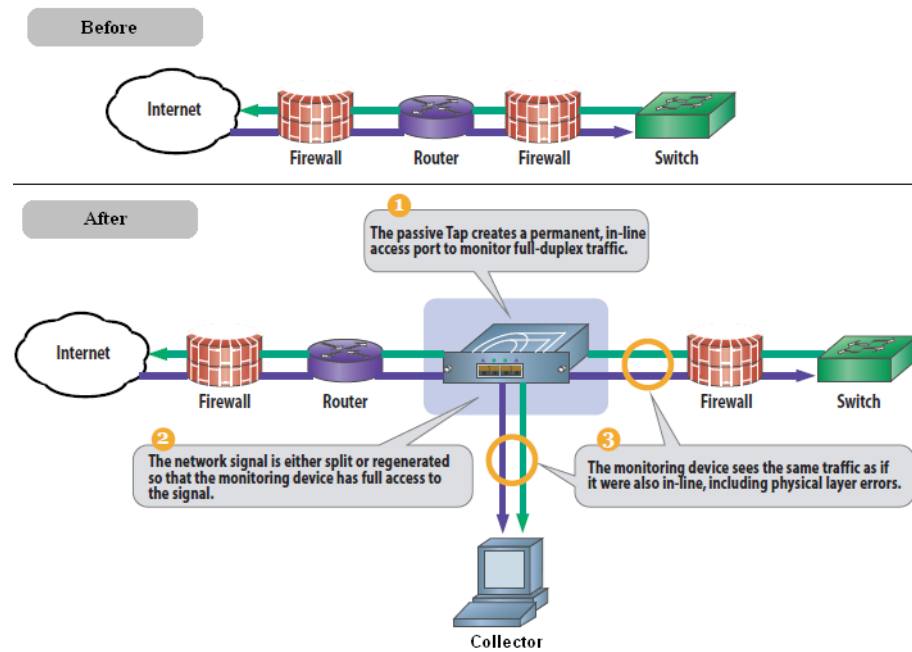 Before
Internet
Firewall
Router
Firewall
Switch
After
1
The passive Tap creates a permanent, in-line
access port to monitor full-duplex traffic.
Internet
Firewall
Router
Firewall
Switch
2
The network signal is either split or regenerated
so that the monitoring device has full access to
the signal.
3
The monitoring device sees the same traffic as if
it were also in-line, including physical layer errors.
Collector